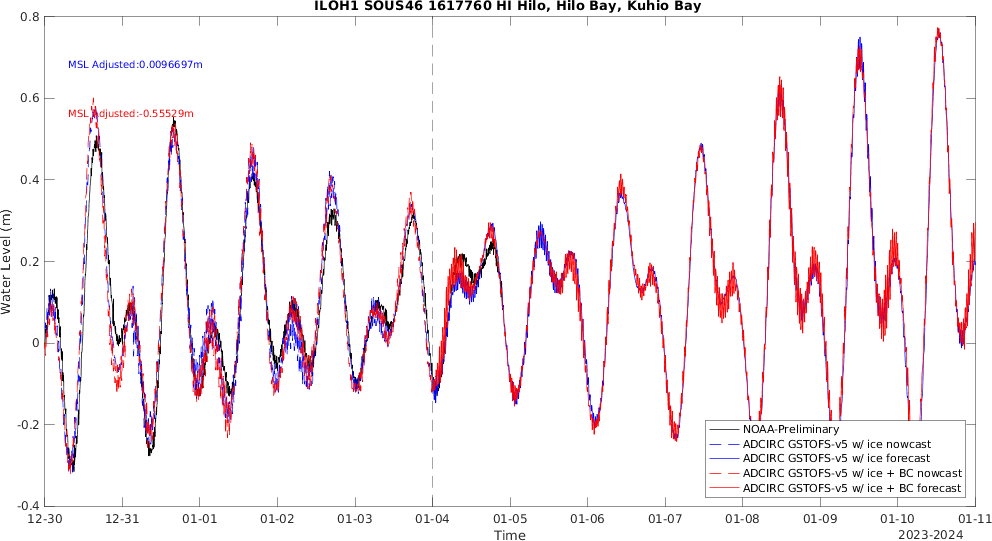 ILOH1 SOUS46 1617760 HI Hilo, Hilo Bay, Kuhio Bay
MSL Adjusted:0.0096697m
MSL Adjusted:-0.55529m
Water Level (m)
0.8
0.6
0.4
0.2
0
-0.2
-0.4
NOAA-Preliminary
ADCIRC GSTOFS-v5 w/ ice nowcast
ADCIRC GSTOFS-v5 w/ ice forecast
ADCIRC GSTOFS-v5 w/ ice + BC nowcast
ADCIRC GSTOFS-v5 w/ ice + BC forecast
12-30 12-31 01-01 01-02 01-03 01-04 01-05 01-06 01-07 01-08 01-09 01-10 01-11
2023-2024
Time